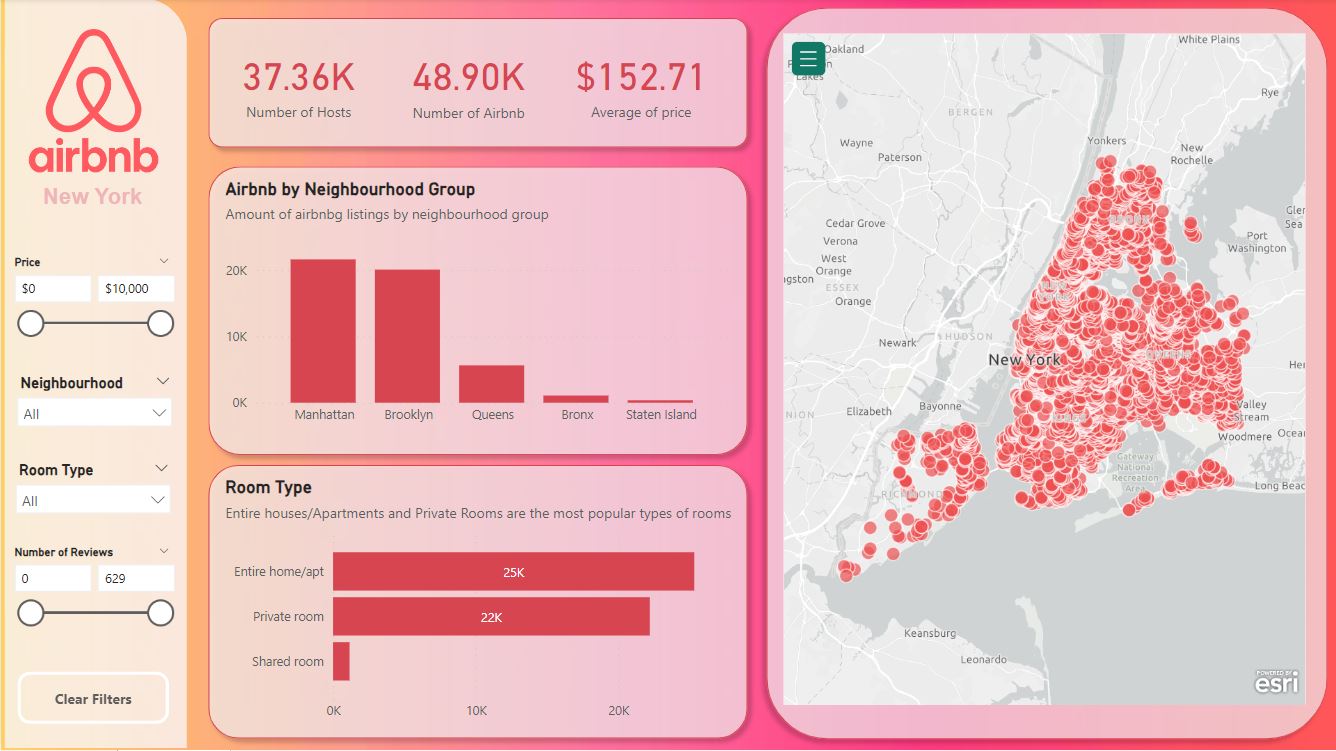 airbnb
New York
Price
$0
$10,000
Neighbourhood
All
Room Type
All
Number of Reviews
0
629
Clear Filters
37.36K
Number of Hosts
48.90K
Number of Airbnb
$152.71
Average of price
Airbnb by Neighbourhood Group
Amount of airbnbg listings by neighbourhood group
20K
10K
0K
Manhattan
Brooklyn
Queens
Bronx
Staten Island
Room Type
Entire houses/Apartments and Private Rooms are the most popular types of rooms
Entire home/apt
25K
Private room
22K
Shared room
0K
10K
20K
Oakland
Lakes
White Plains
Rye
BERGEN
Yonkers
New
Rochelle
Wayne
Paterson
Cedar Grove
Verona
West
Orange
ESSEX
Orange
Port
Washington
Sea
HUDSON
Newark
New York
QUEENS
Elizabeth
Bayonne
Valley
Stream
Woodmere
Gateway
National
Recreation
Area
Long Beac
RICHMOND
Keansburg
Leonardo
POWERED BY
esri